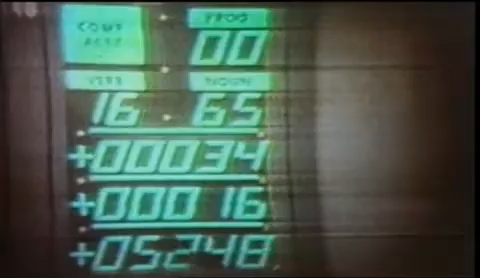 COMP PROG
ACTY 00
VERB NOUN
16 65
+00034
+00016
+05248